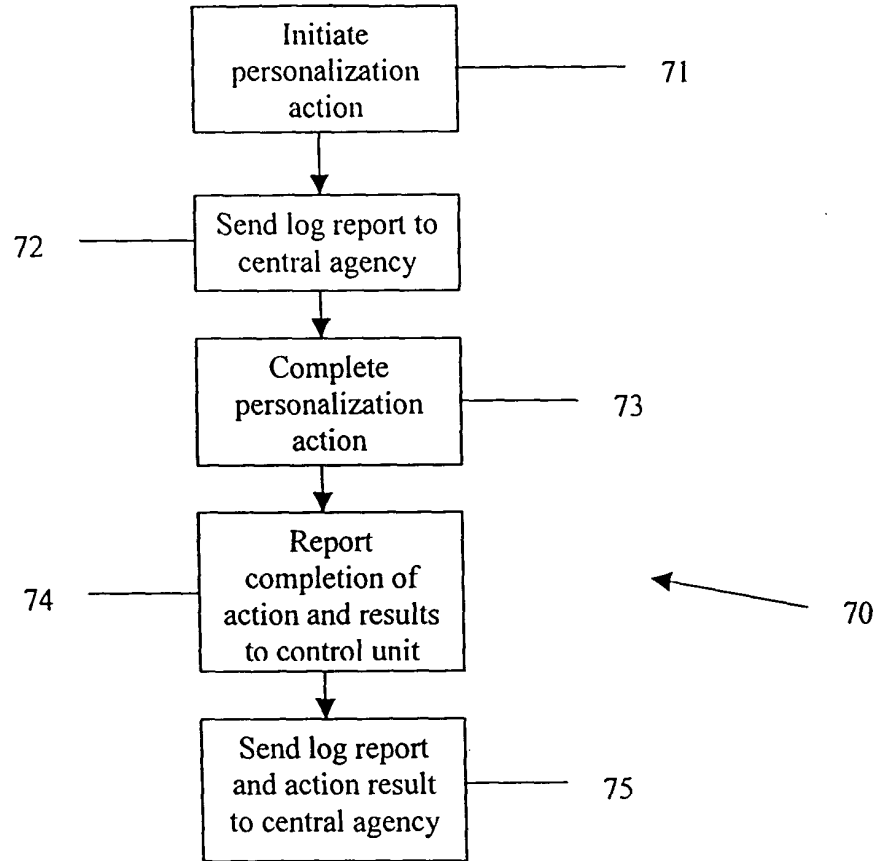 Initiate
personalization
action
71
Send log report to
central agency
72
Complete
personalization
action
73
Report
completion of
action and results
to control unit
74
70
Send log report
and action result
to central agency
75